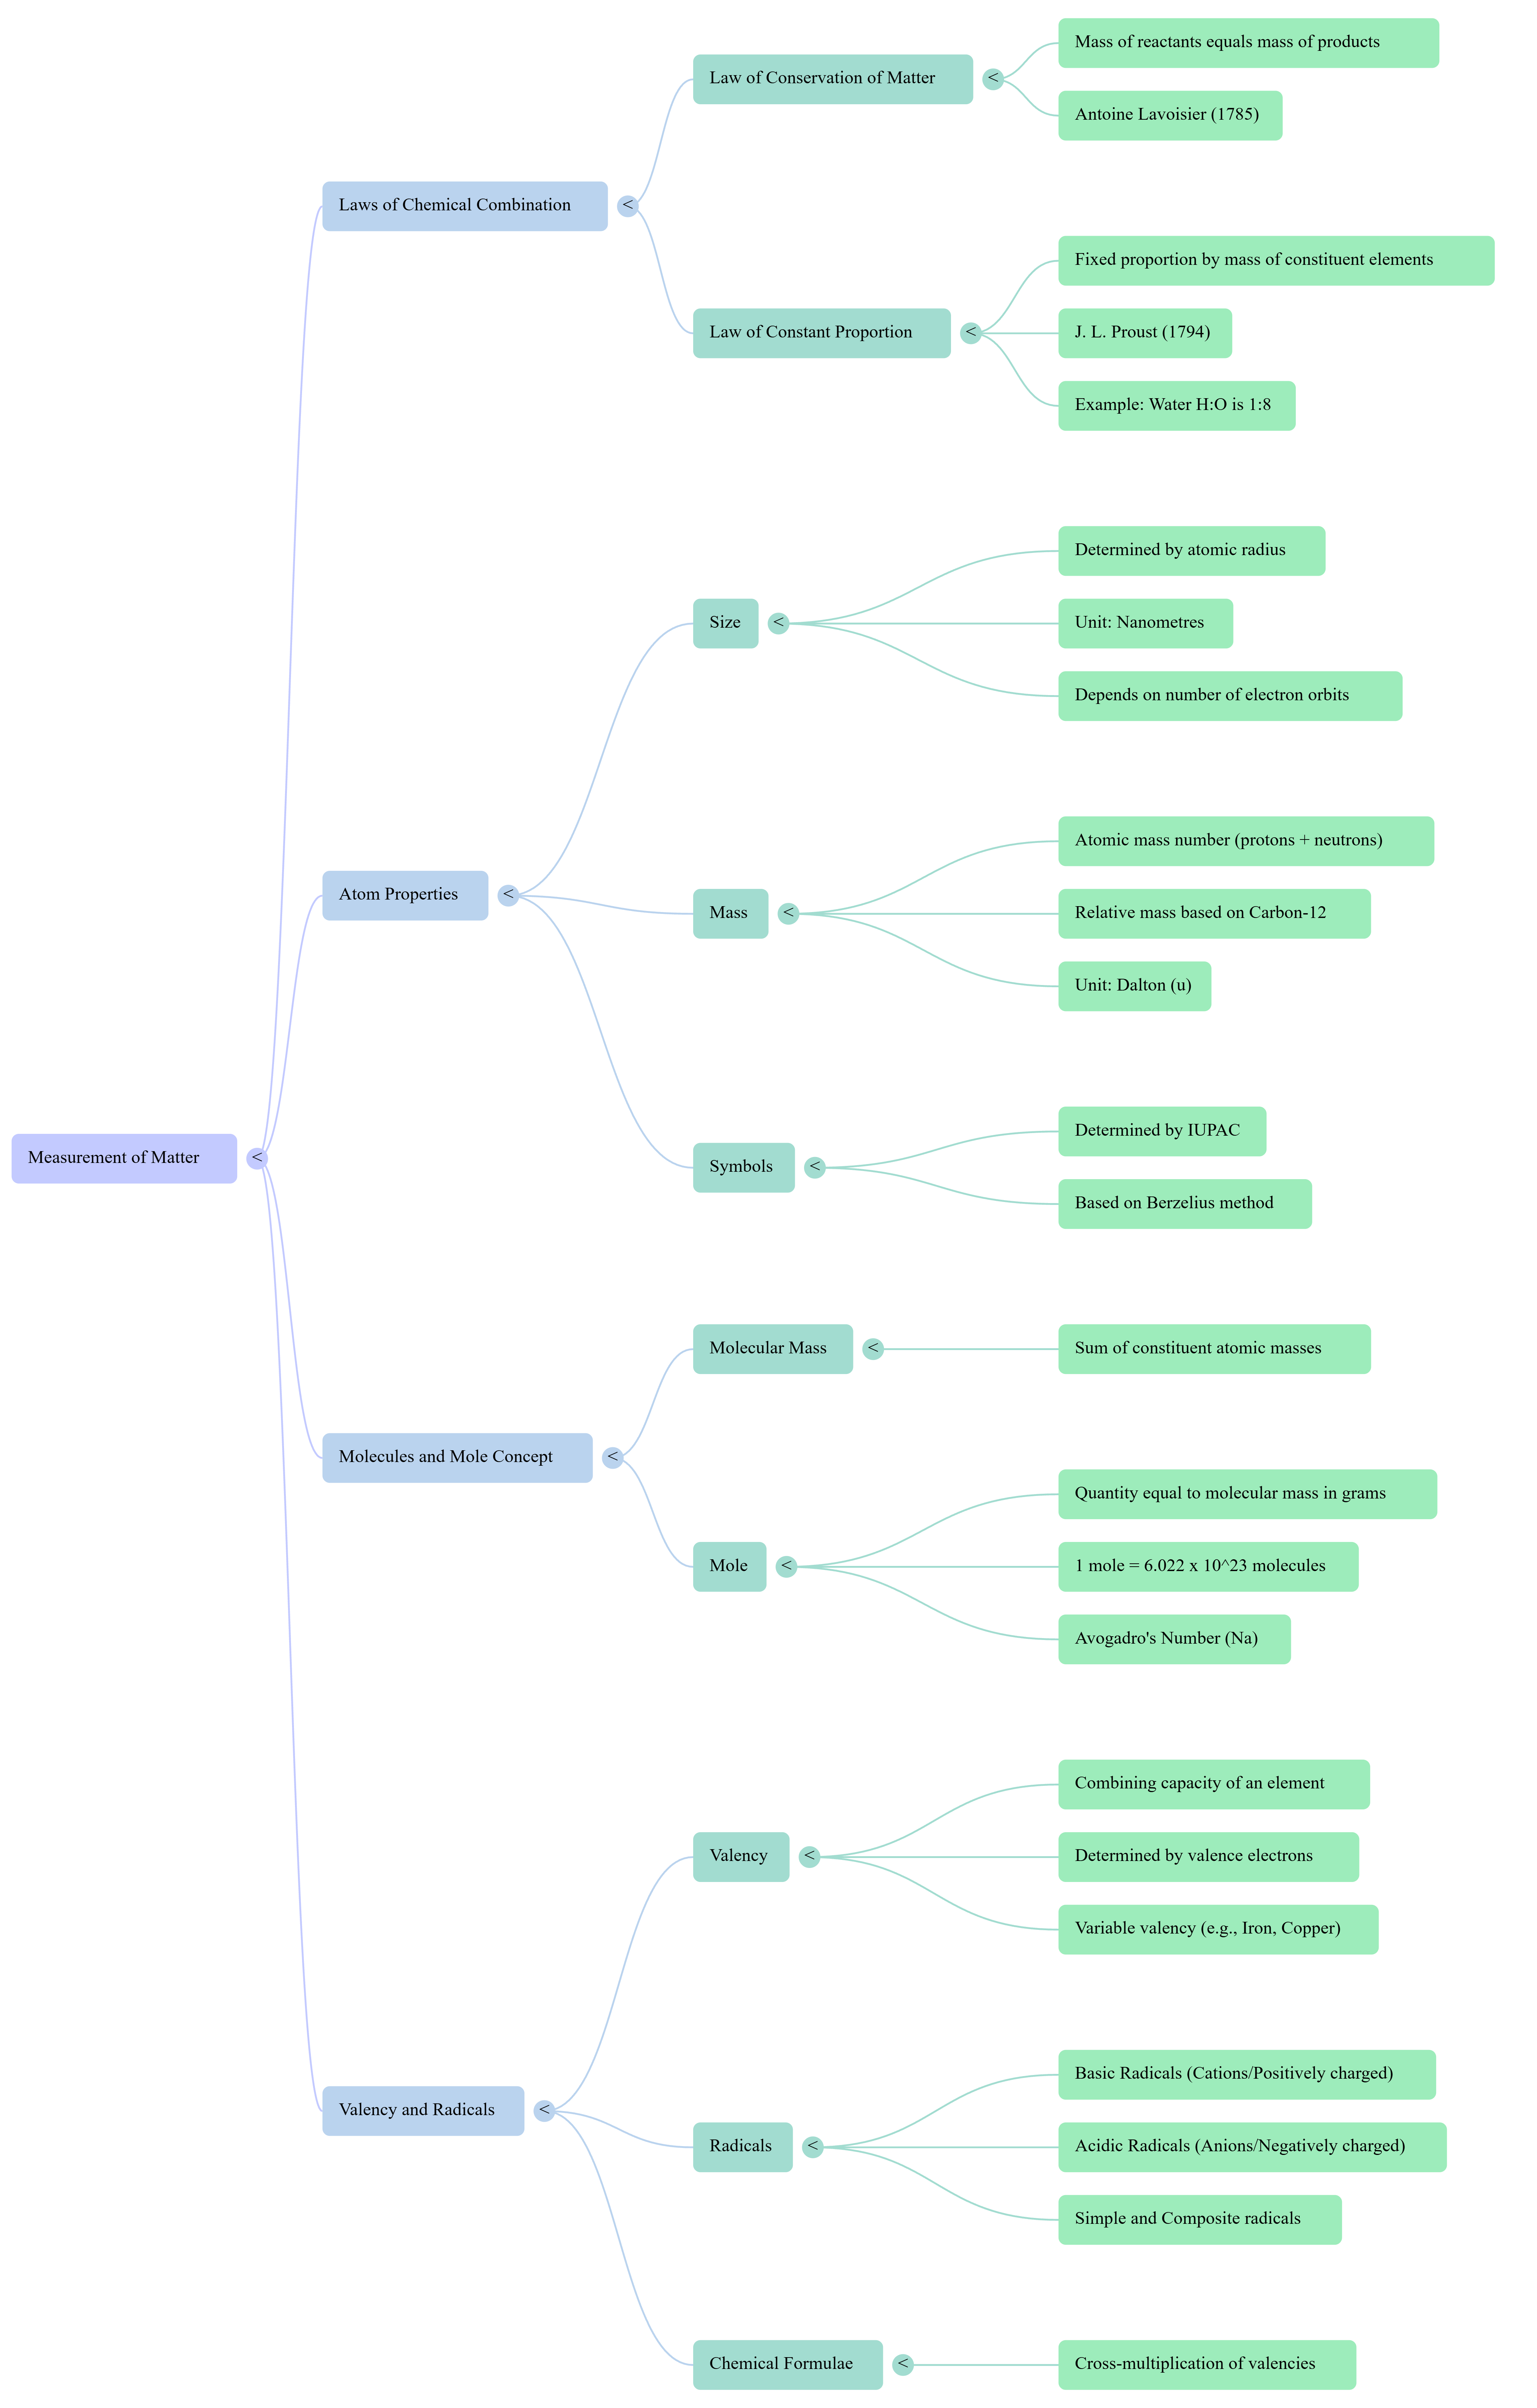 Measurement of Matter
<
Laws of Chemical Combination
<
Law of Conservation of Matter
<
Mass of reactants equals mass of products
Antoine Lavoisier (1785)
Law of Constant Proportion
<
Fixed proportion by mass of constituent elements
J. L. Proust (1794)
Example: Water H:O is 1:8
Atom Properties
<
Size
<
Determined by atomic radius
Unit: Nanometres
Depends on number of electron orbits
Mass
<
Atomic mass number (protons + neutrons)
Relative mass based on Carbon-12
Unit: Dalton (u)
Symbols
<
Determined by IUPAC
Based on Berzelius method
Molecules and Mole Concept
<
Molecular Mass
<
Sum of constituent atomic masses
Mole
<
Quantity equal to molecular mass in grams
1 mole = 6.022 x 10^23 molecules
Avogadro's Number (Na)
Valency and Radicals
<
Valency
<
Combining capacity of an element
Determined by valence electrons
Variable valency (e.g., Iron, Copper)
Radicals
<
Basic Radicals (Cations/Positively charged)
Acidic Radicals (Anions/Negatively charged)
Simple and Composite radicals
Chemical Formulae
<
Cross-multiplication of valencies